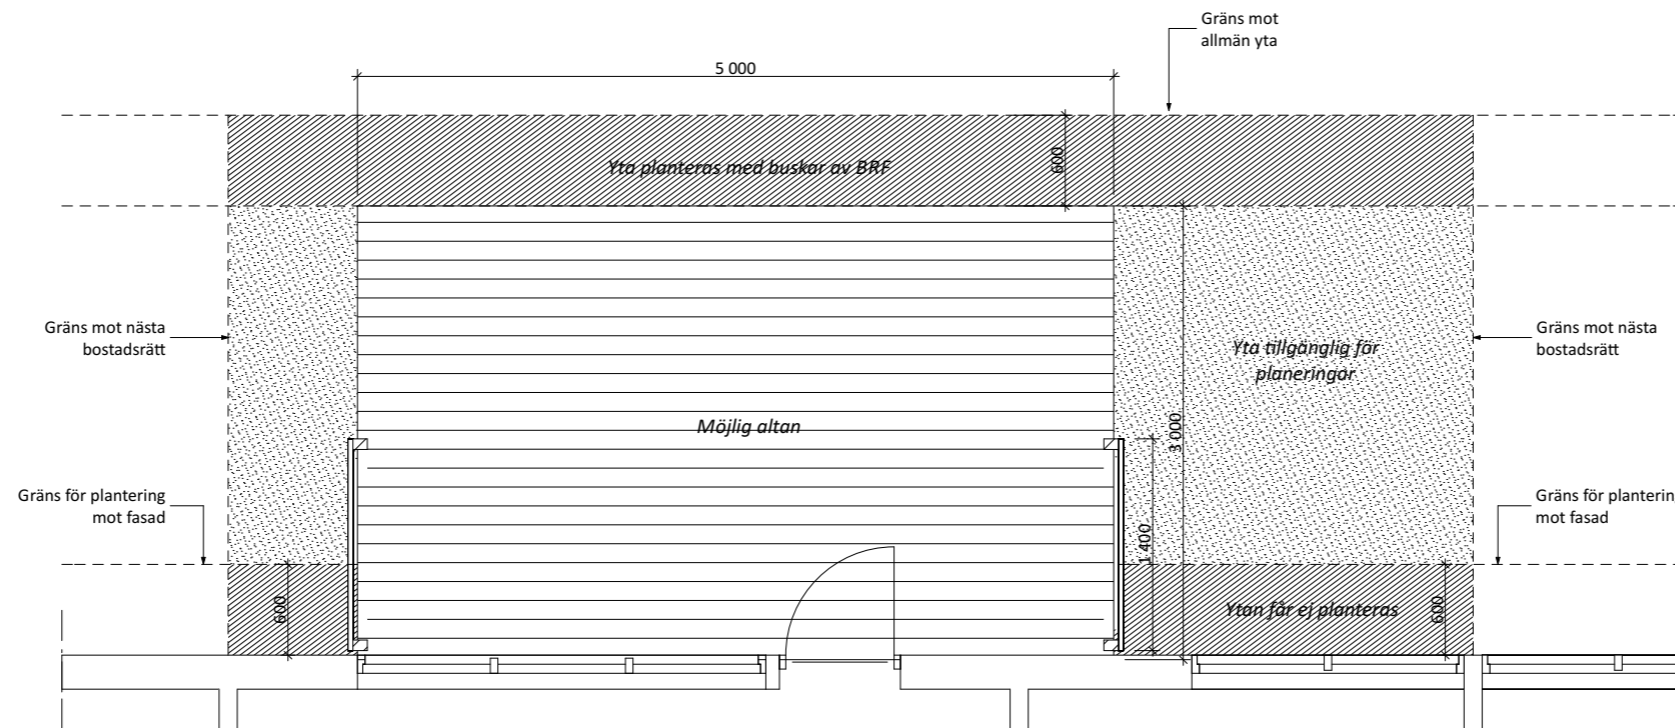 Gräns mot
allmän yta
5 000
Yta planteras med buskar av BRF
600
Gräns mot nästa
bostadsrätt
Yta tillgänglig för
planeringar
Gräns mot nästa
bostadsrätt
3 000
Möjlig altan
Gräns för plantering
mot fasad
Gräns för planterin
mot fasad
1 400
600
Ytan får ej planteras
600